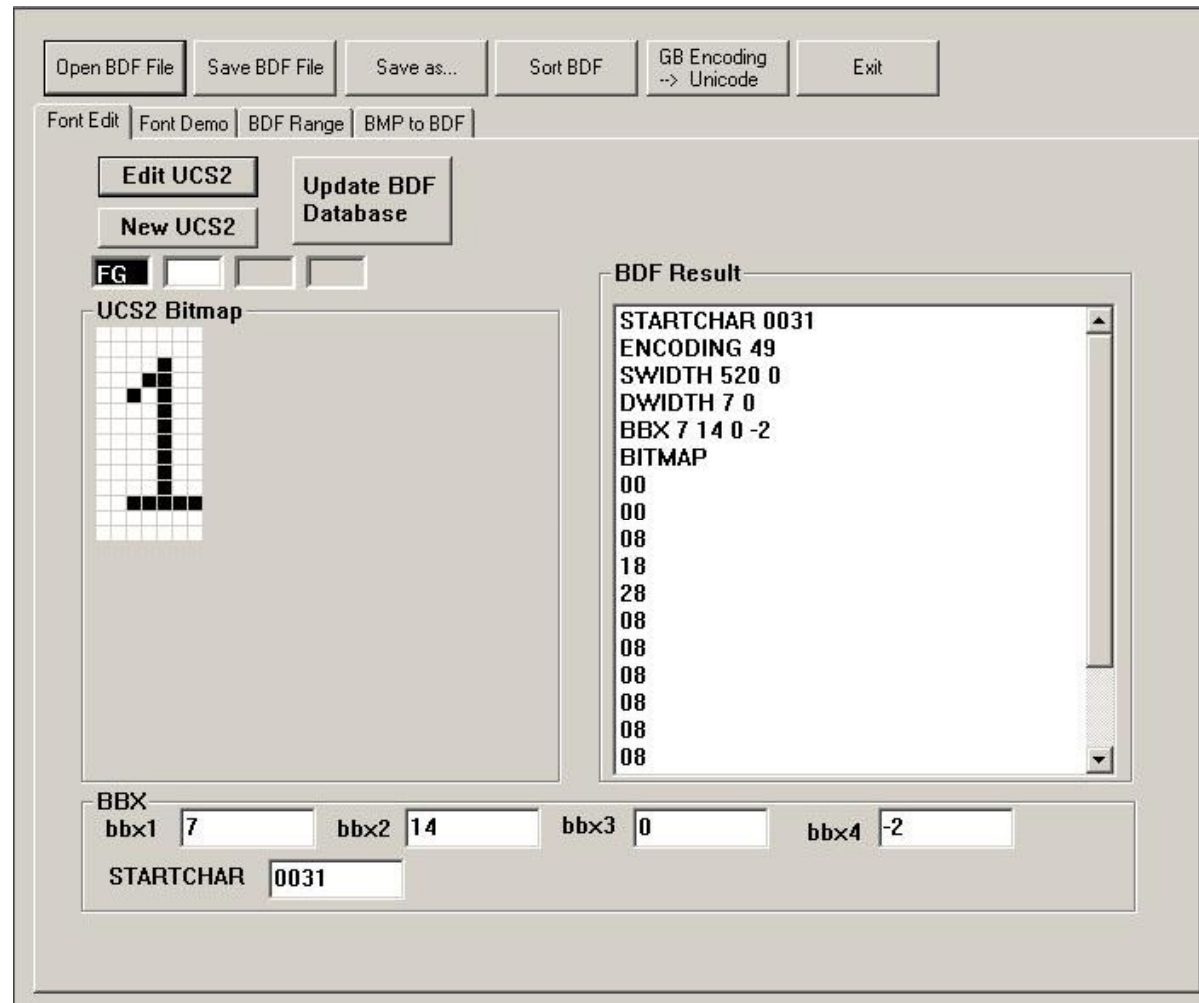 Open BDF File
Save BDF File
Save as...
Sort BDF
GB Encoding
--> Unicode
Exit
Font Edit
Font Demo
BDF Range
BMP to BDF
Edit UCS2
New UCS2
Update BDF
Database
FG
UCS2 Bitmap
1
BDF Result
STARTCHAR 0031
ENCODING 49
SWIDTH 520 0
DWIDTH 7 0
BBX 7 14 0 -2
BITMAP
00
00
08
18
28
08
08
08
08
08
08
BBX
bbx1 7 bbx2 14 bbx3 0 bbx4 -2
STARTCHAR 0031